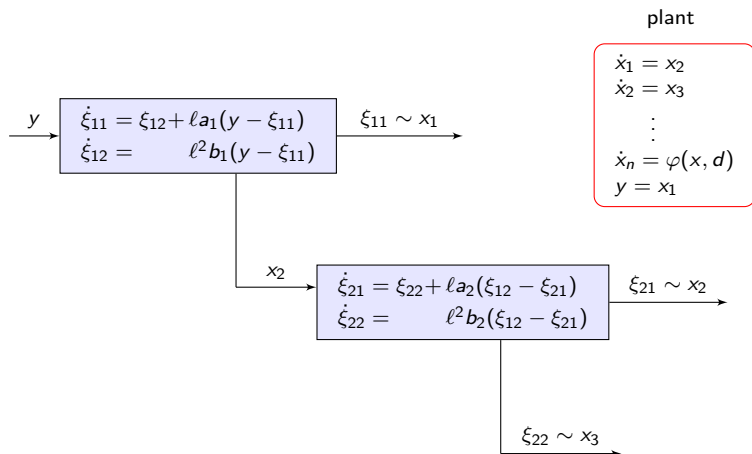 plant
ẋ₁ = x₂
ẋ₂ = x₃
⋮
ẋₙ = φ(x, d)
y = x₁
y
ξ̇₁₁ = ξ₁₂ + ℓa₁(y − ξ₁₁)
ξ̇₁₂ = ℓ²b₁(y − ξ₁₁)
ξ₁₁ ∼ x₁
x₂
ξ̇₂₁ = ξ₂₂ + ℓa₂(ξ₁₂ − ξ₂₁)
ξ̇₂₂ = ℓ²b₂(ξ₁₂ − ξ₂₁)
ξ₂₁ ∼ x₂
ξ₂₂ ∼ x₃